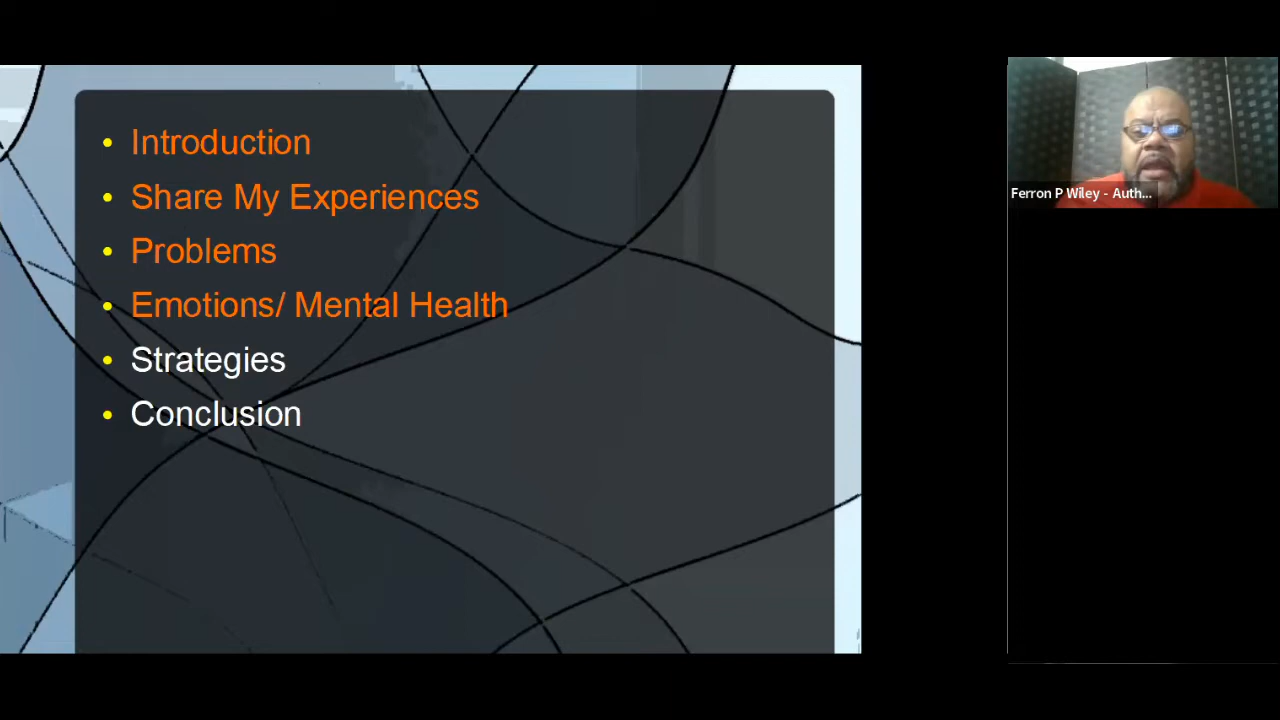 • Introduction
• Share My Experiences
• Problems
• Emotions/ Mental Health
• Strategies
• Conclusion
Ferron P Wiley - Auth...